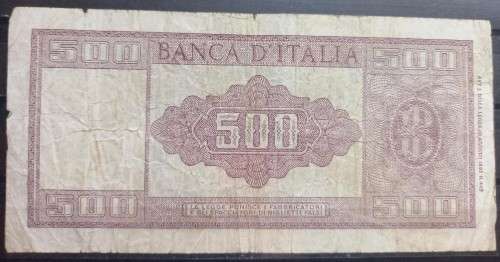 500 BANCA D'ITALIA 500
500
LA LEGGE PUNISCE I FABBRICATORI
E GLI SPACCIATORI DI BIGLIETTI FALSI
500 500